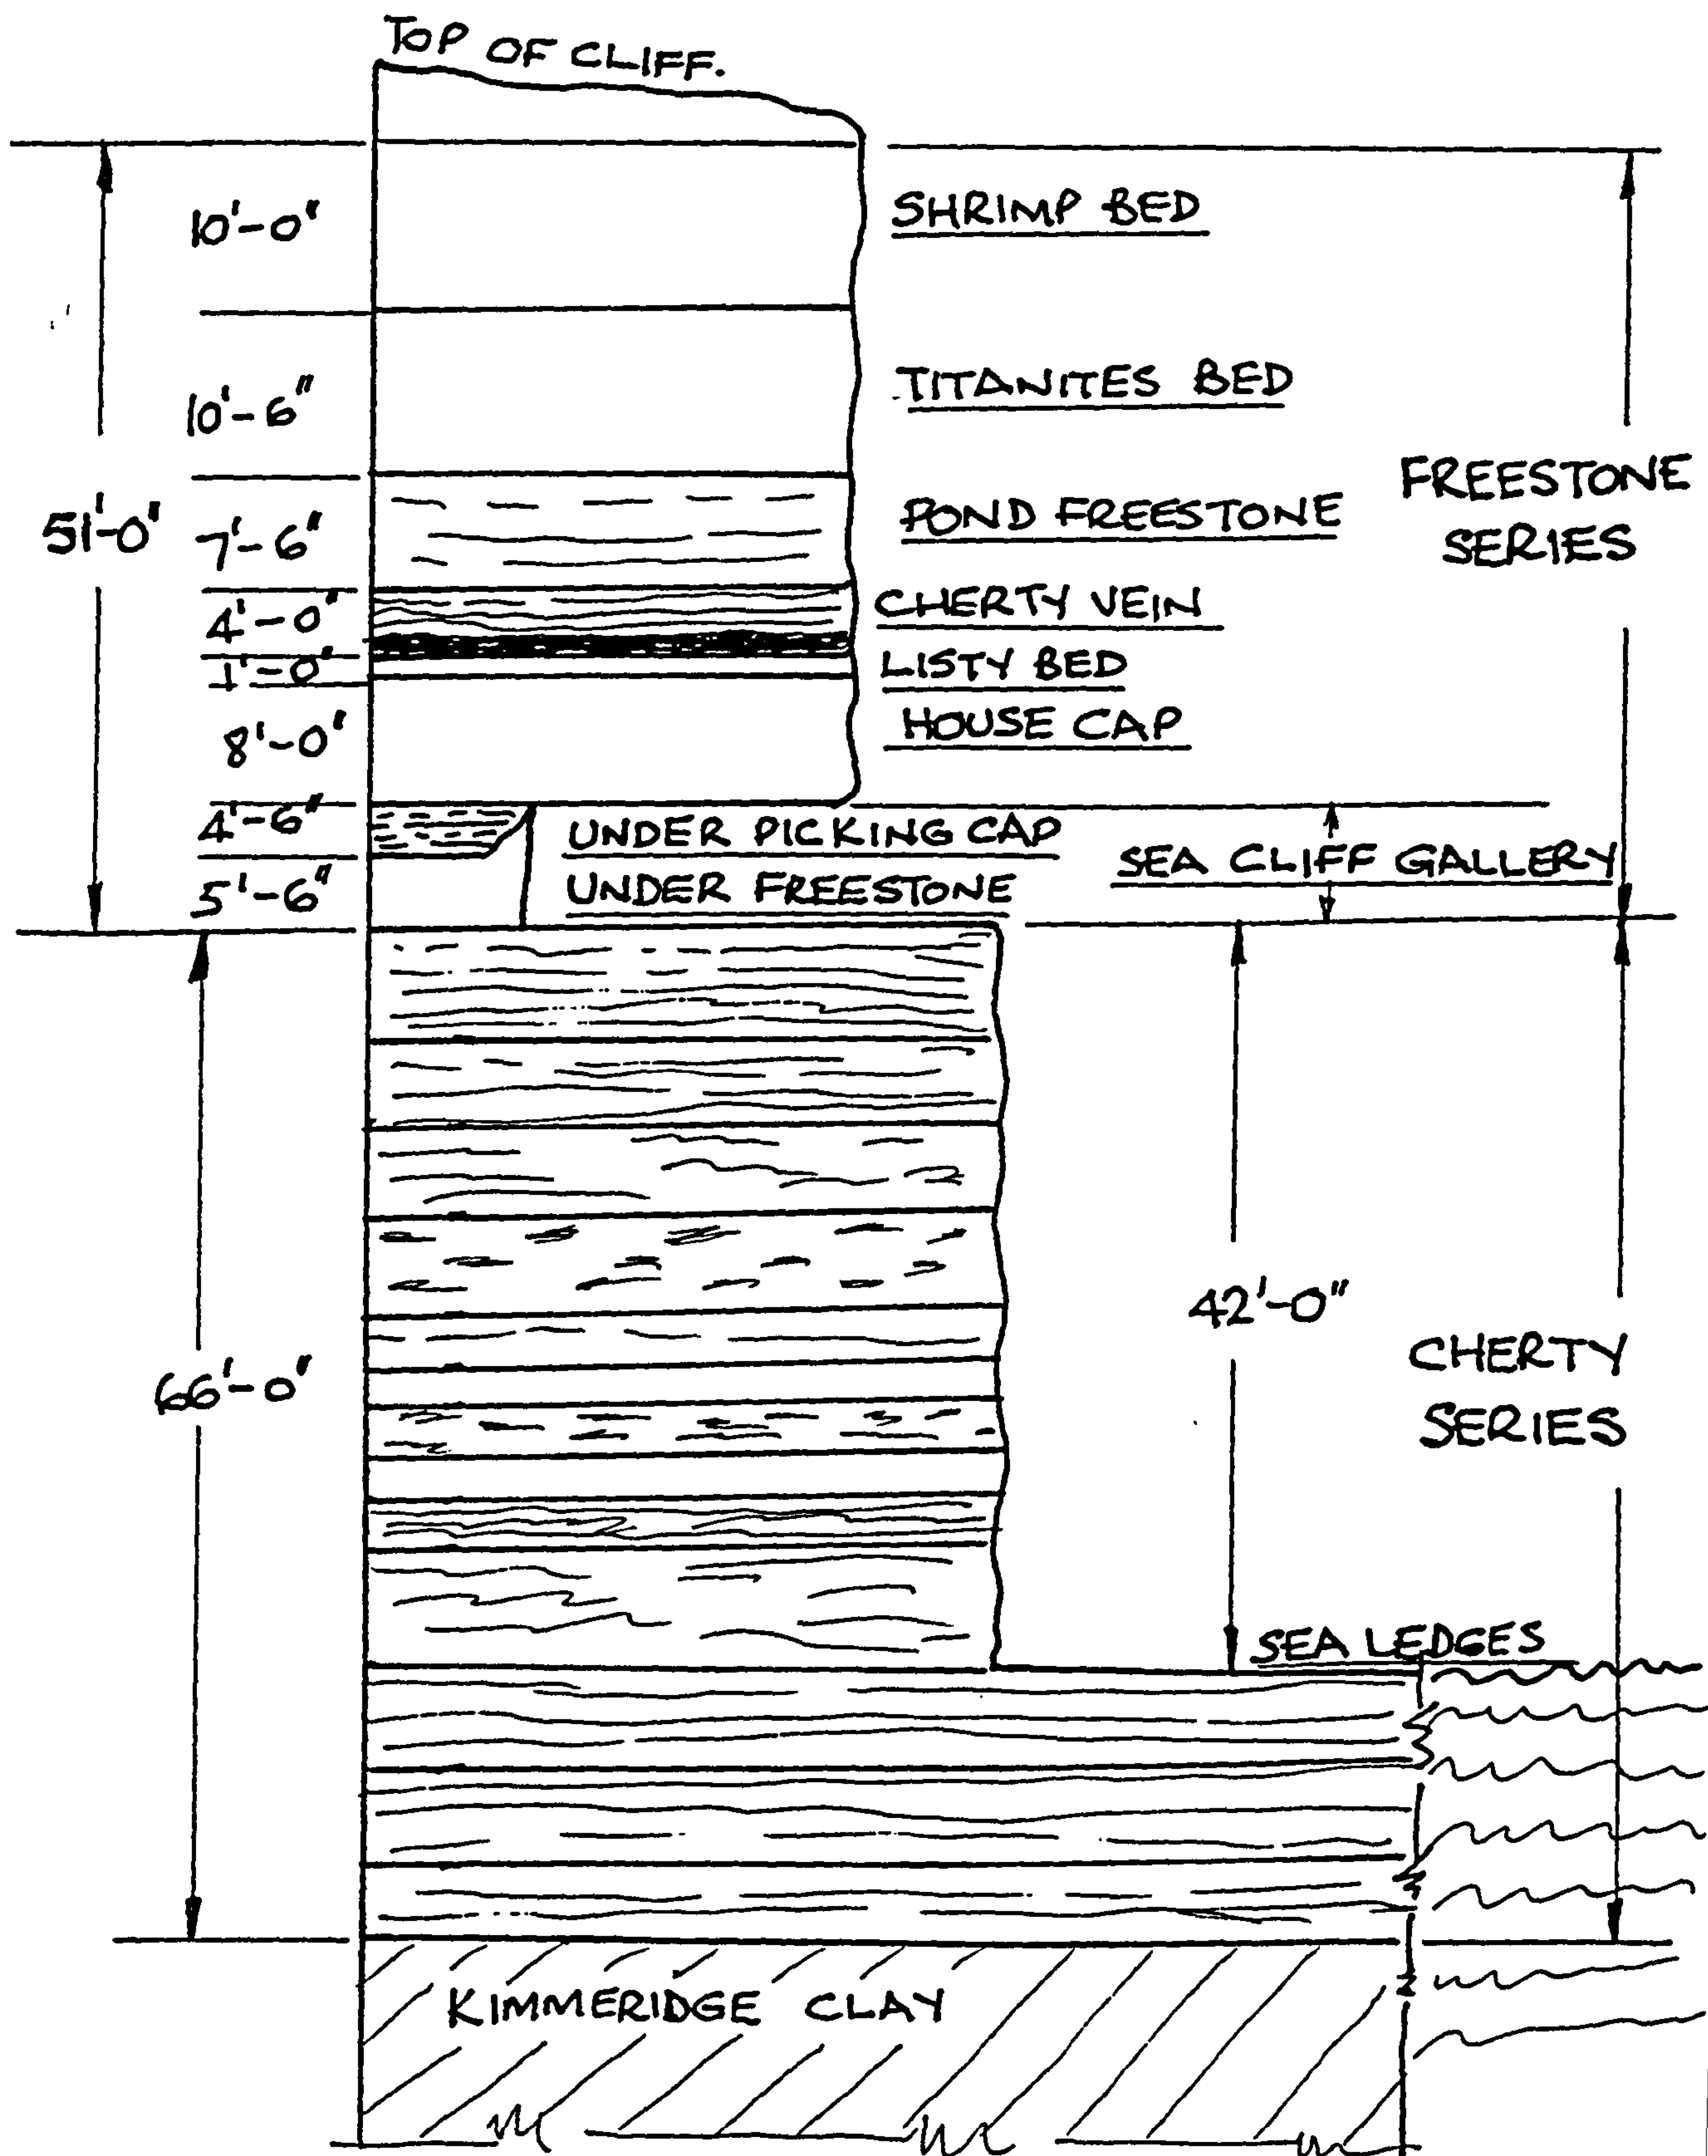 TOP OF CLIFF.
10'-0"
SHRIMP BED
10'-6"
TITANITES BED
FREESTONE
SERIES
51'-0"
7'-6"
POND FREESTONE
4'-0"
CHERTY VEIN
1'-0"
LISTY BED
8'-0"
HOUSE CAP
4'-6"
UNDER PICKING CAP
SEA CLIFF GALLERY
5'-6"
UNDER FREESTONE
42'-0"
66'-0"
CHERTY
SERIES
SEA LEDGES
KIMMERIDGE CLAY